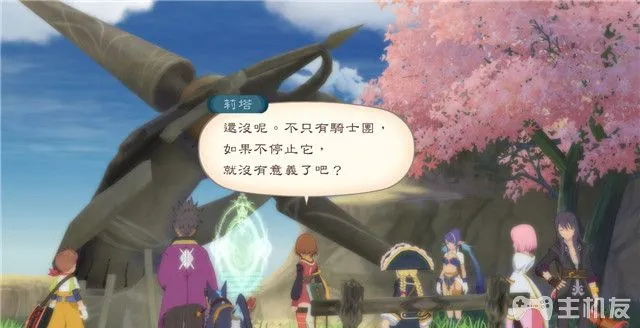 莉塔
還沒呢。不只有騎士團，
如果不停止它，
就沒有意義了吧？
主机友